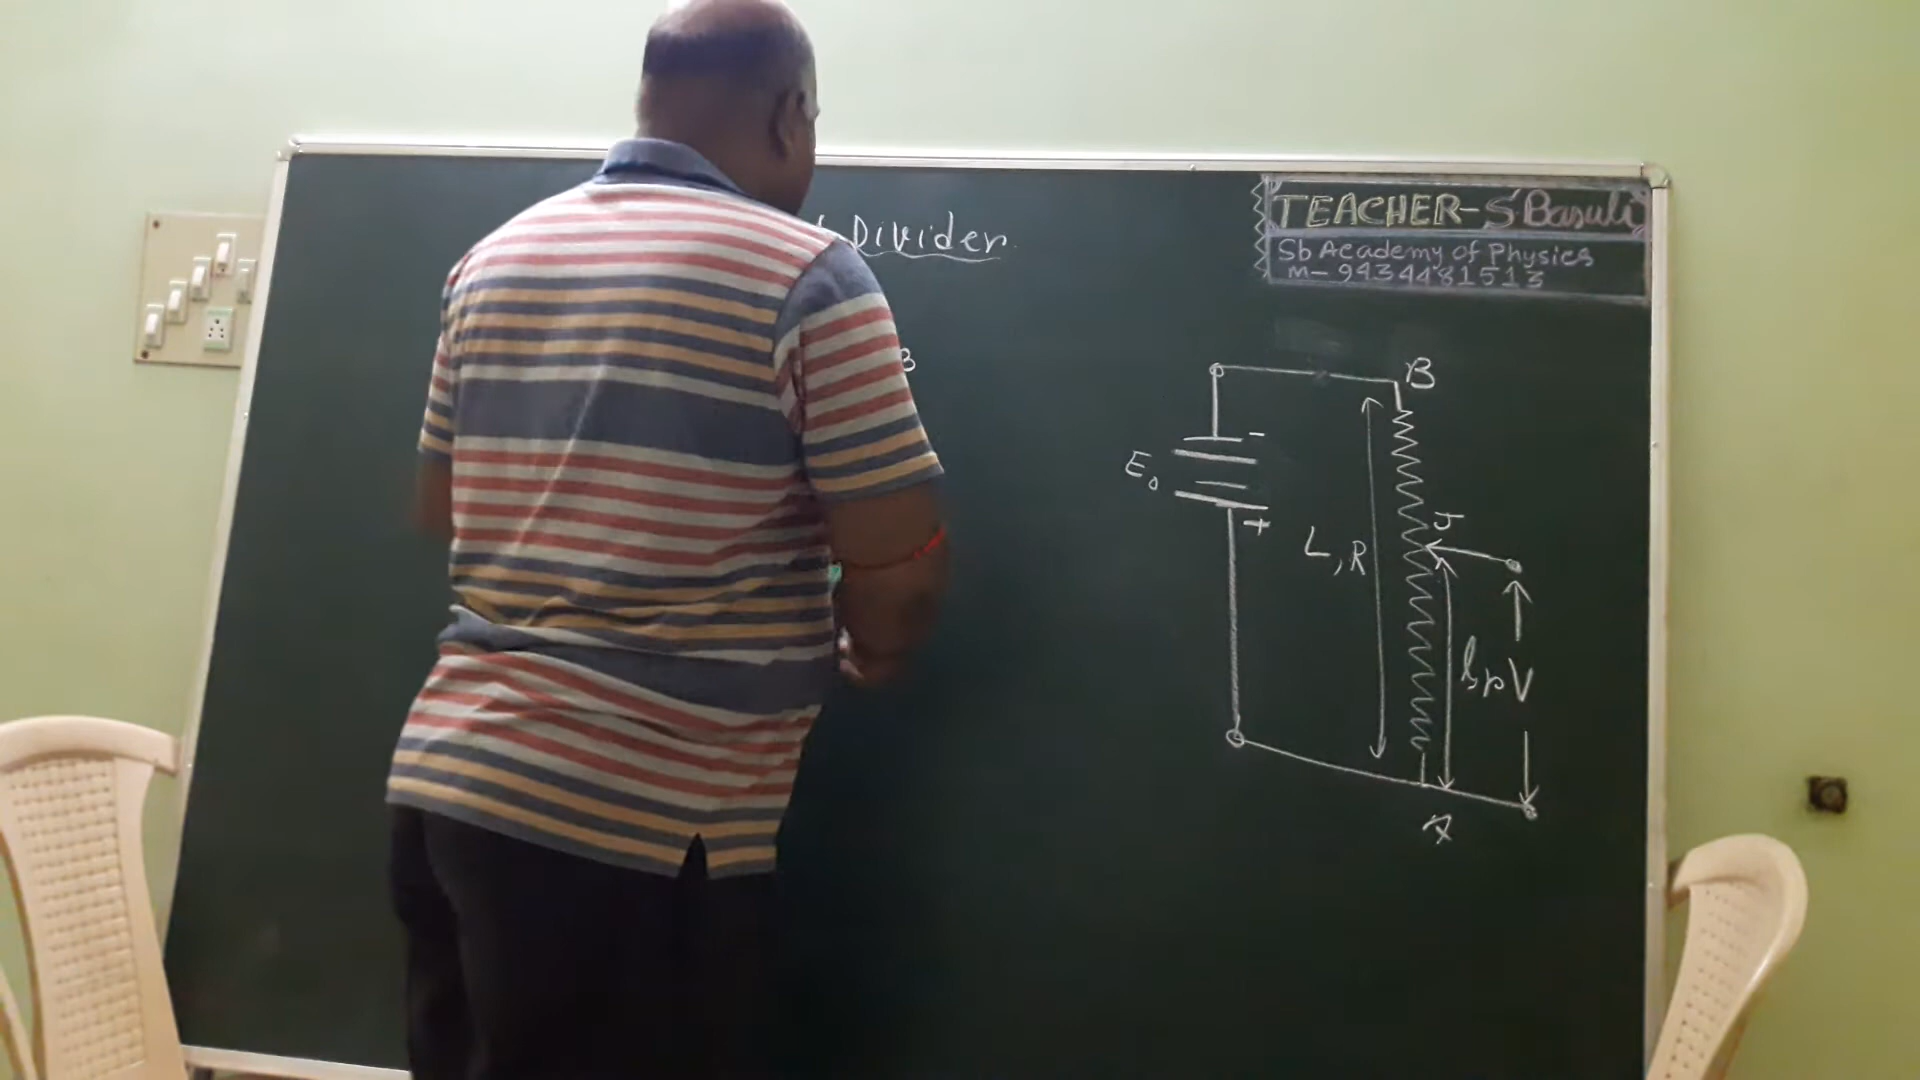 Divider.
TEACHER-S Basuli
Sb Academy of Physics
M-9434481513
B
B
-
E₀
+
J
L,R
V
A